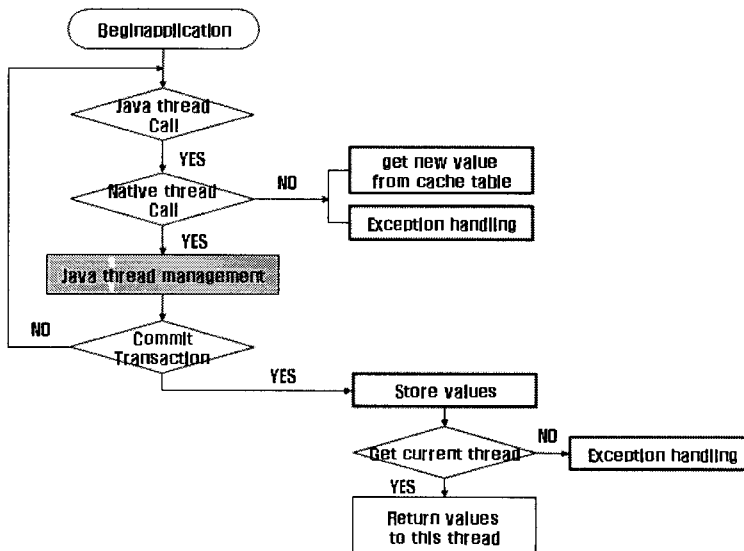 Beginapplication
Java thread
Call
YES
Native thread
Call
NO
get new value
from cache table
Exception handling
YES
Java thread management
NO
Commit
Transaction
YES
Store values
Get current thread
NO
Exception handling
YES
Return values
to this thread